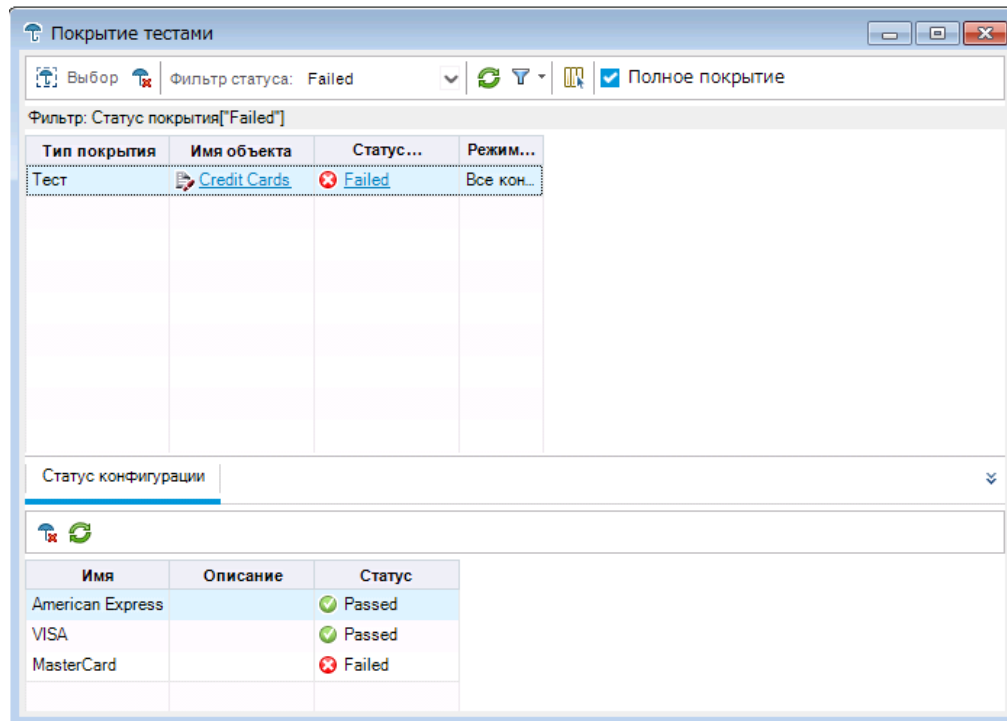 Покрытие тестами
Выбор Фильтр статуса: Failed Полное покрытие
Фильтр: Статус покрытия["Failed"]
Тип покрытия Имя объекта Статус... Режим...
Тест Credit Cards Failed Все кон...
Статус конфигурации
Имя Описание Статус
American Express Passed
VISA Passed
MasterCard Failed